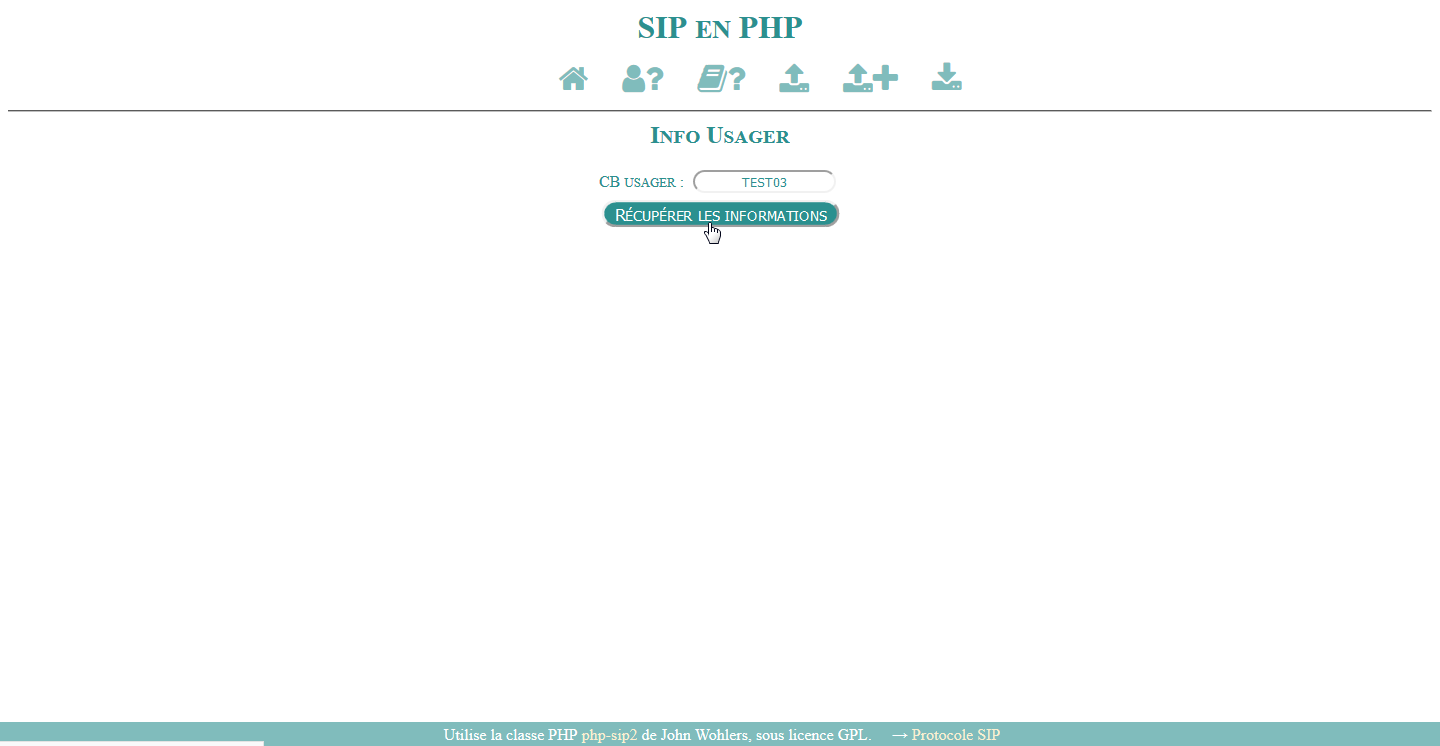 SIP en PHP
? ?
Info Usager
CB usager : TEST03
Récupérer les informations
Utilise la classe PHP php-sip2 de John Wohlers, sous licence GPL. → Protocole SIP